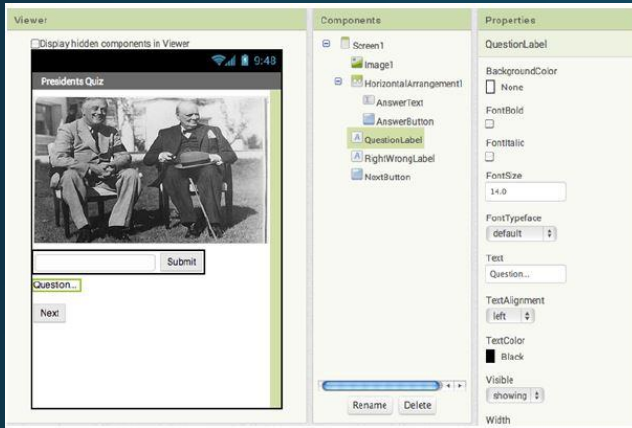 Viewer
Display hidden components in Viewer
9:48
Presidents Quiz
Submit
Queston...
Next
Components
Screen1
Image1
HorizontalArrangement1
AnswerText
AnswerButton
QuestionLabel
RightWrongLabel
NextButton
Rename Delete
Properties
QuestionLabel
BackgroundColor
None
FontBold
FontItalic
FontSize
14.0
FontTypeface
default
Text
Question...
TextAlignment
left
TextColor
Black
Visible
showing
Width